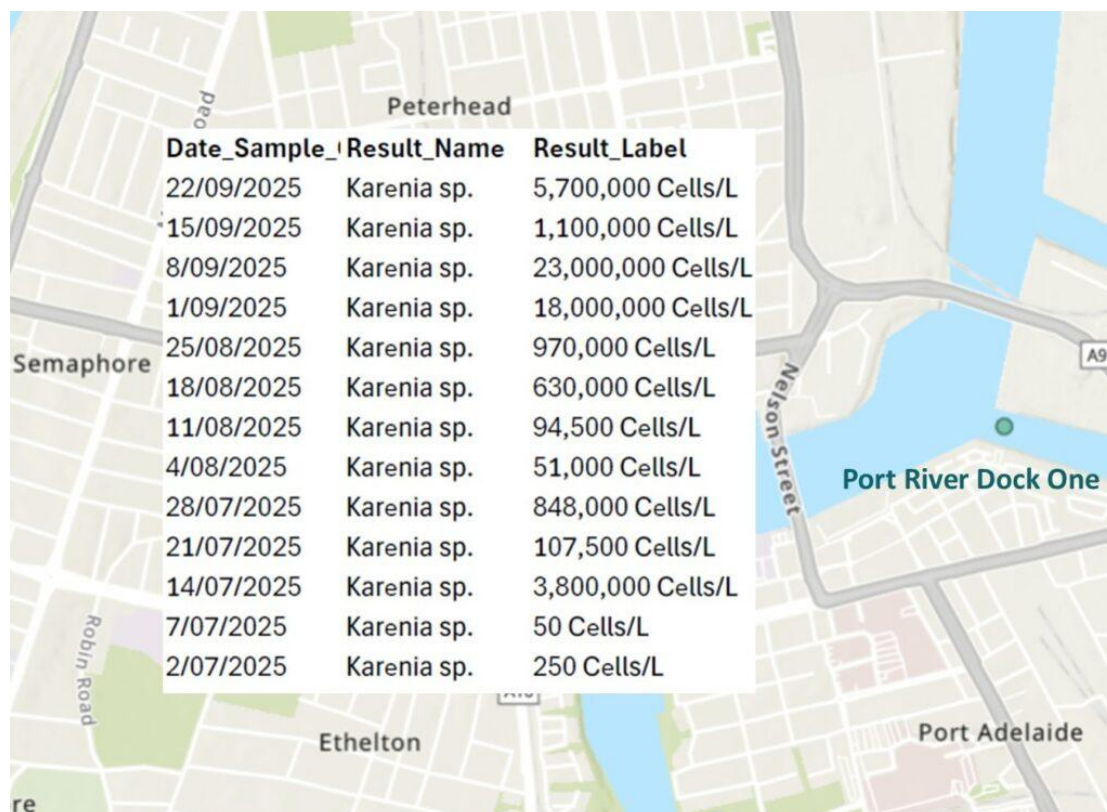 Peterhead
Road
Date_Sample_ Result_Name Result_Label
22/09/2025 Karenia sp. 5,700,000 Cells/L
15/09/2025 Karenia sp. 1,100,000 Cells/L
8/09/2025 Karenia sp. 23,000,000 Cells/L
1/09/2025 Karenia sp. 18,000,000 Cells/L
25/08/2025 Karenia sp. 970,000 Cells/L
18/08/2025 Karenia sp. 630,000 Cells/L
11/08/2025 Karenia sp. 94,500 Cells/L
4/08/2025 Karenia sp. 51,000 Cells/L
28/07/2025 Karenia sp. 848,000 Cells/L
21/07/2025 Karenia sp. 107,500 Cells/L
14/07/2025 Karenia sp. 3,800,000 Cells/L
7/07/2025 Karenia sp. 50 Cells/L
2/07/2025 Karenia sp. 250 Cells/L
Semaphore
A9
Nelson Street
Port River Dock One
Robin Road
Ethelton
Port Adelaide
re